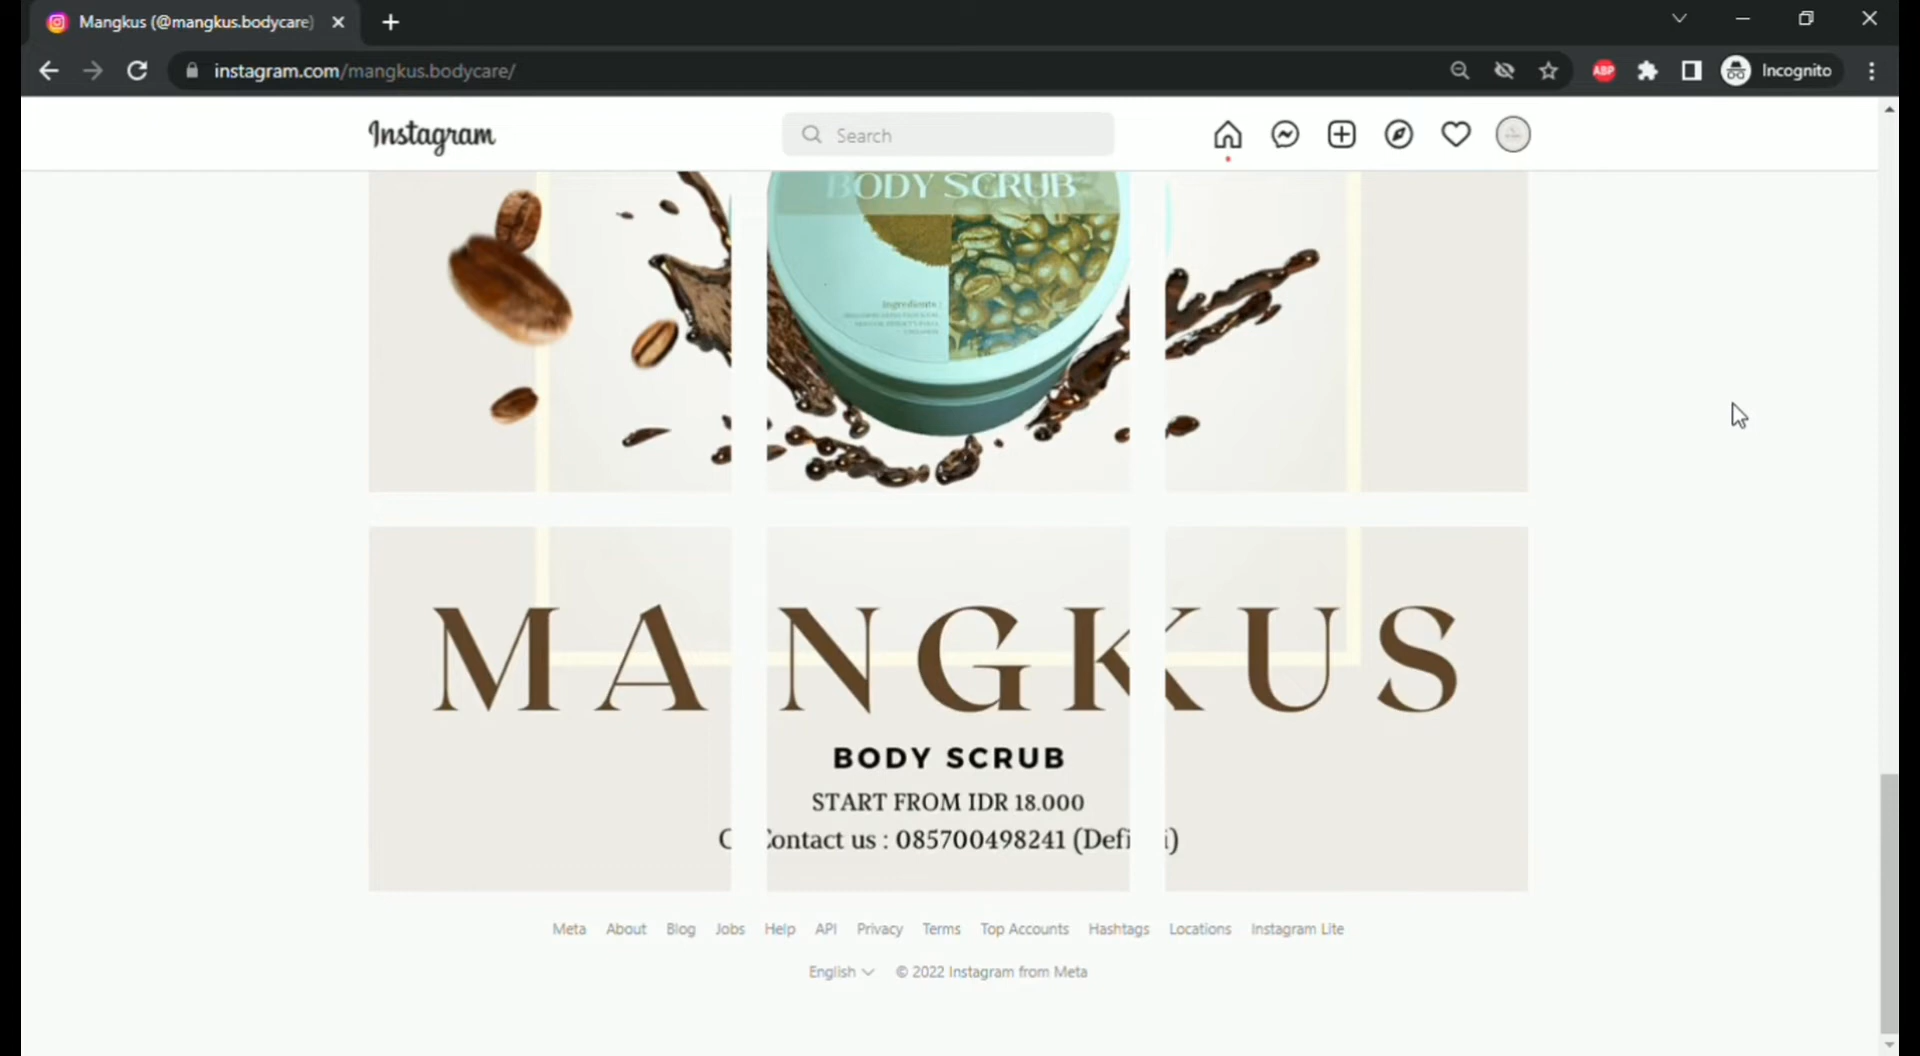 Mangkus (@mangkus.bodycare)
instagram.com/mangkus.bodycare/
ABP
Incognito
Instagram
Search
BODY SCRUB
Ingredients :
MANGKUS
BODY SCRUB
START FROM IDR 18.000
C Contact us : 085700498241 (Defi i)
Meta About Blog Jobs Help API Privacy Terms Top Accounts Hashtags Locations Instagram Lite
English © 2022 Instagram from Meta